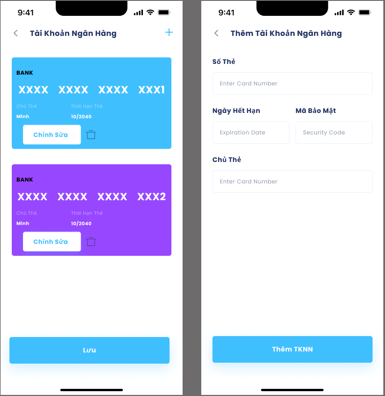 9:41
Tài Khoản Ngân Hàng
+
BANK
XXXX XXXX XXXX XXX1
Chủ Thẻ Thời Hạn Thẻ
Minh 10/2040
Chỉnh Sửa
BANK
XXXX XXXX XXXX XXX2
Chủ Thẻ Thời Hạn Thẻ
Minh 10/2040
Chỉnh Sửa
Lưu
9:41
Thêm Tài Khoản Ngân Hàng
Số Thẻ
Enter Card Number
Ngày Hết Hạn Mã Bảo Mật
Expiration Date Security Code
Chủ Thẻ
Enter Card Number
Thêm TKNN